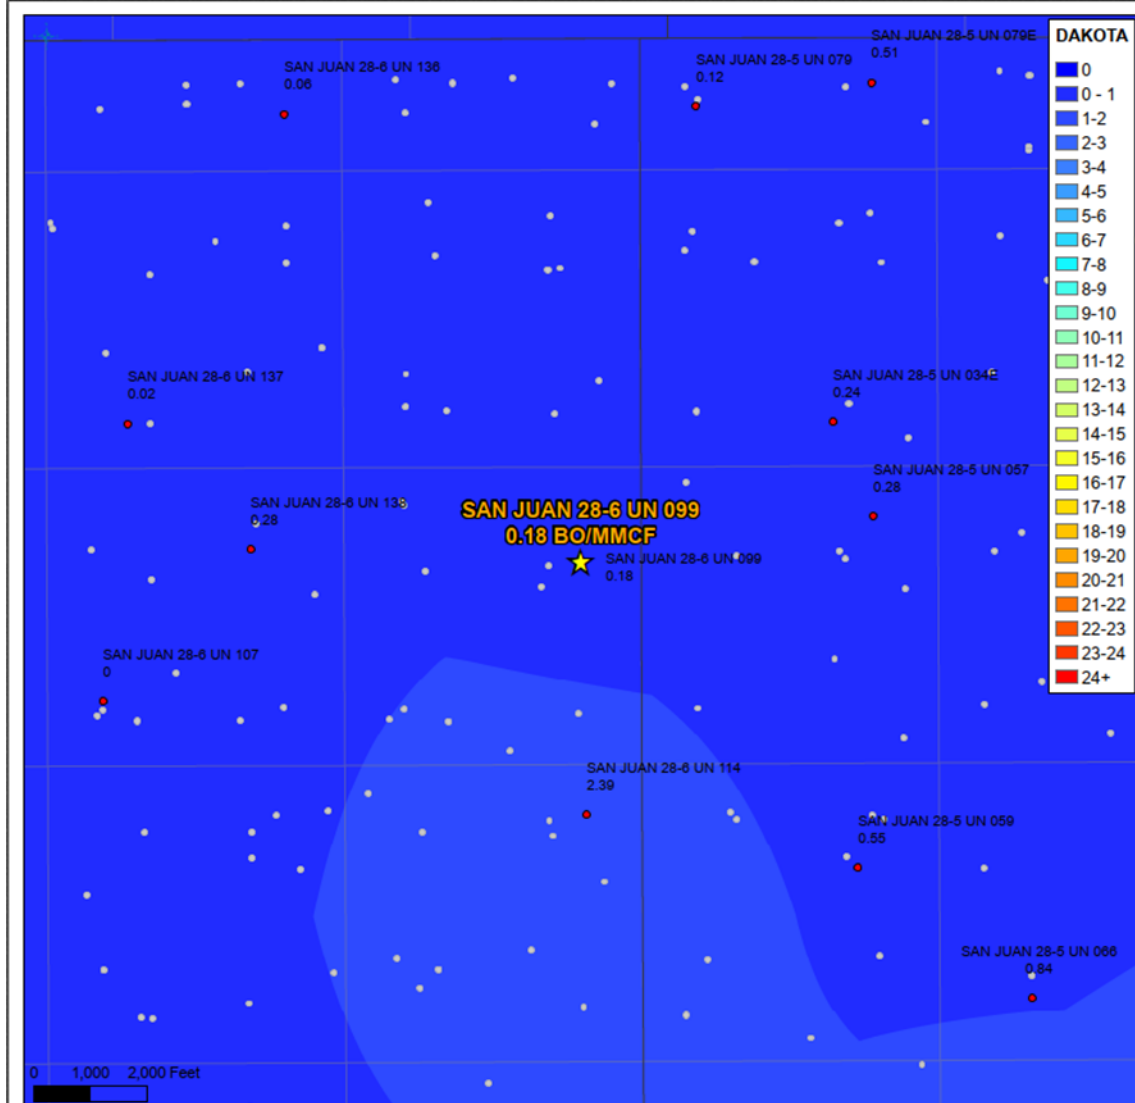 SAN JUAN 28-5 UN 079E
0.51
DAKOTA
SAN JUAN 28-6 UN 136
0.06
SAN JUAN 28-5 UN 079
0.12
0
0 - 1
1-2
2-3
3-4
4-5
5-6
6-7
7-8
8-9
9-10
10-11
11-12
12-13
13-14
14-15
15-16
16-17
17-18
18-19
19-20
20-21
21-22
22-23
23-24
24+
SAN JUAN 28-6 UN 137
0.02
SAN JUAN 28-5 UN 034E
0.24
SAN JUAN 28-5 UN 057
0.28
SAN JUAN 28-6 UN 138
0.28
SAN JUAN 28-6 UN 099
0.18 BO/MMCF
SAN JUAN 28-6 UN 099
0.18
SAN JUAN 28-6 UN 107
0
SAN JUAN 28-6 UN 114
2.39
SAN JUAN 28-5 UN 059
0.55
SAN JUAN 28-5 UN 066
0.84
0 1,000 2,000 Feet